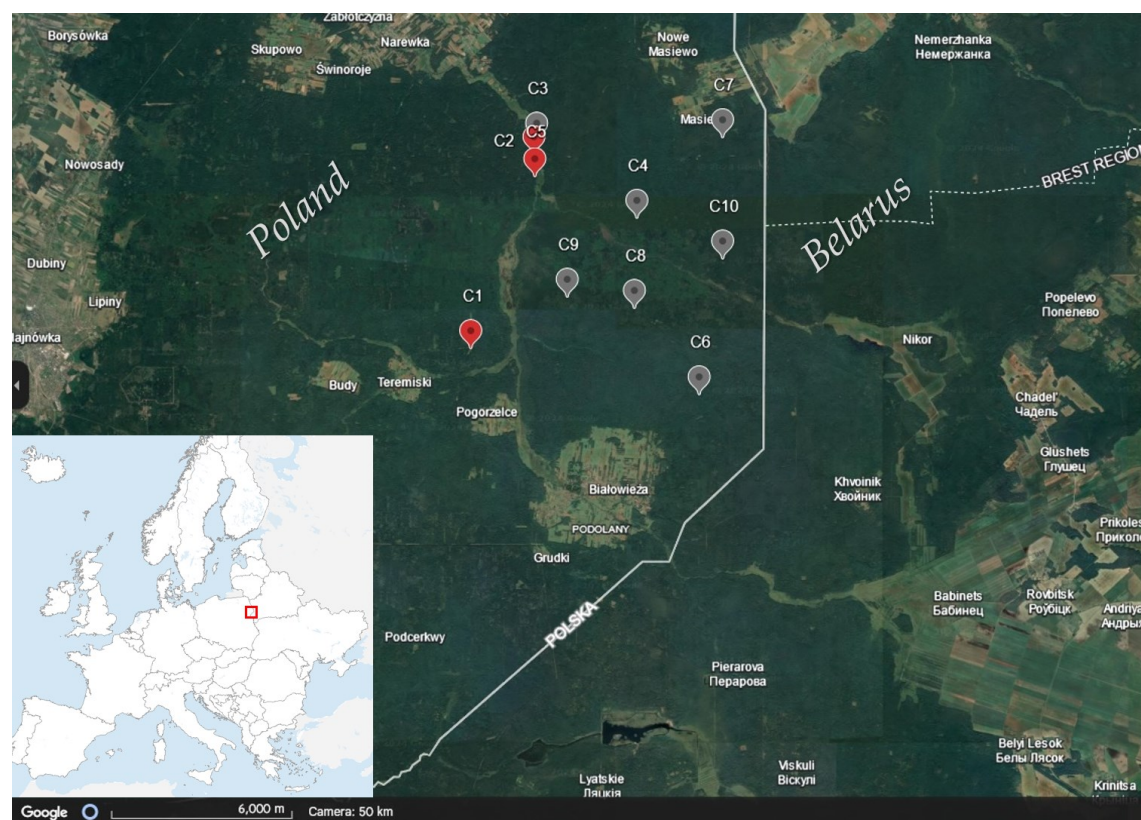 Zabłotczyzna
Borysówka
Narewka
Skupowo
Świnoroje
Nowe
Masiewo
Nemerzhanka
Немержанка
C3
C7
C2
C5
Masie
Nowosady
C4
BREST REGION
Poland
Belarus
C10
C9
C8
Dubiny
Lipiny
C1
Popelevo
Попелево
ajnówka
Nikor
C6
Budy
Teremiski
Pogorzelce
Chadel'
Чадель
Glushets
Глушец
Białowieża
Khvoinik
Хвойник
PODOLANY
Prikoles
Приколе
Grudki
Babinets
Бабинец
Rovbitsk
Роўбіцк
Andriya
Андрыя
POLSKA
Podcerkwy
Pierarova
Перарова
Belyi Lesok
Белы Лясок
Viskuli
Віскулі
Lyatskie
Ляцкія
Krinitsa
Google
6,000 m
Camera: 50 km